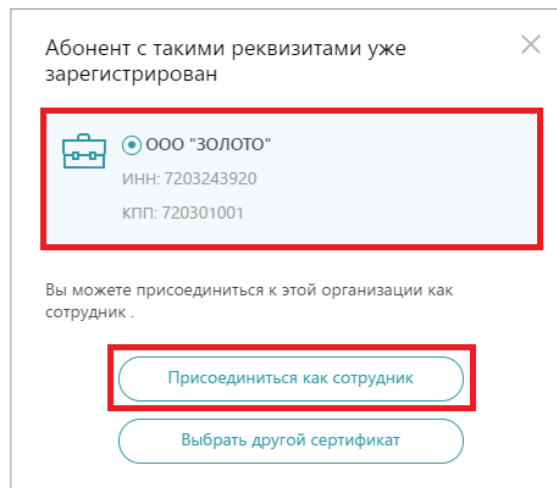 Абонент с такими реквизитами уже
зарегистрирован
ООО "ЗОЛОТО"
ИНН: 7203243920
КПП: 720301001
Вы можете присоединиться к этой организации как
сотрудник .
Присоединиться как сотрудник
Выбрать другой сертификат